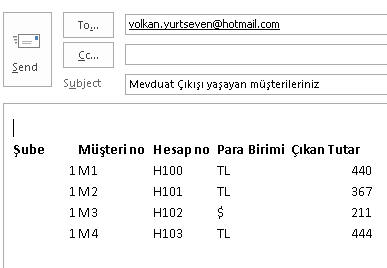 To... volkan.yurtseven@hotmail.com
Cc...
Send
Subject Mevduat Çıkışı yaşayan müşterileriniz
Şube Müşteri no Hesap no Para Birimi Çıkan Tutar
1 M1 H100 TL 440
1 M2 H101 TL 367
1 M3 H102 $ 211
1 M4 H103 TL 444